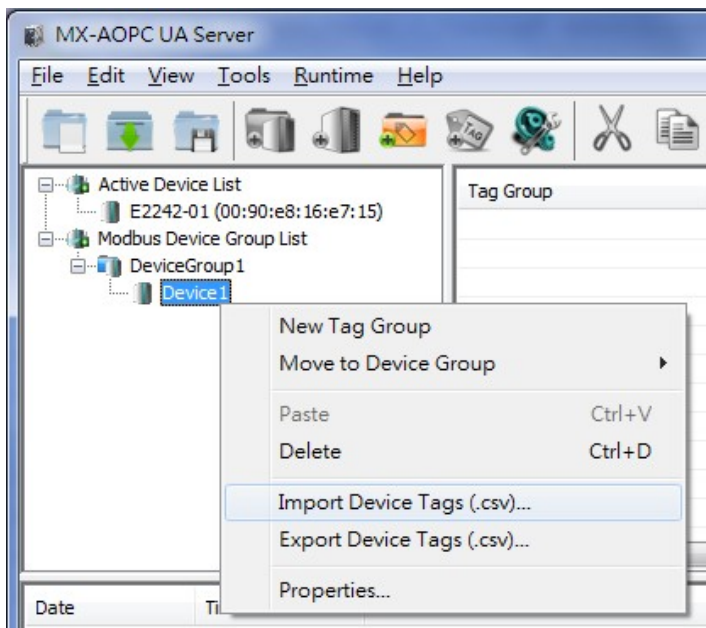 MX-AOPC UA Server
File Edit View Tools Runtime Help
TAG
Active Device List
Tag Group
E2242-01 (00:90:e8:16:e7:15)
Modbus Device Group List
DeviceGroup1
Device1
New Tag Group
Move to Device Group
Paste Ctrl+V
Delete Ctrl+D
Import Device Tags (.csv)...
Export Device Tags (.csv)...
Properties...
Date